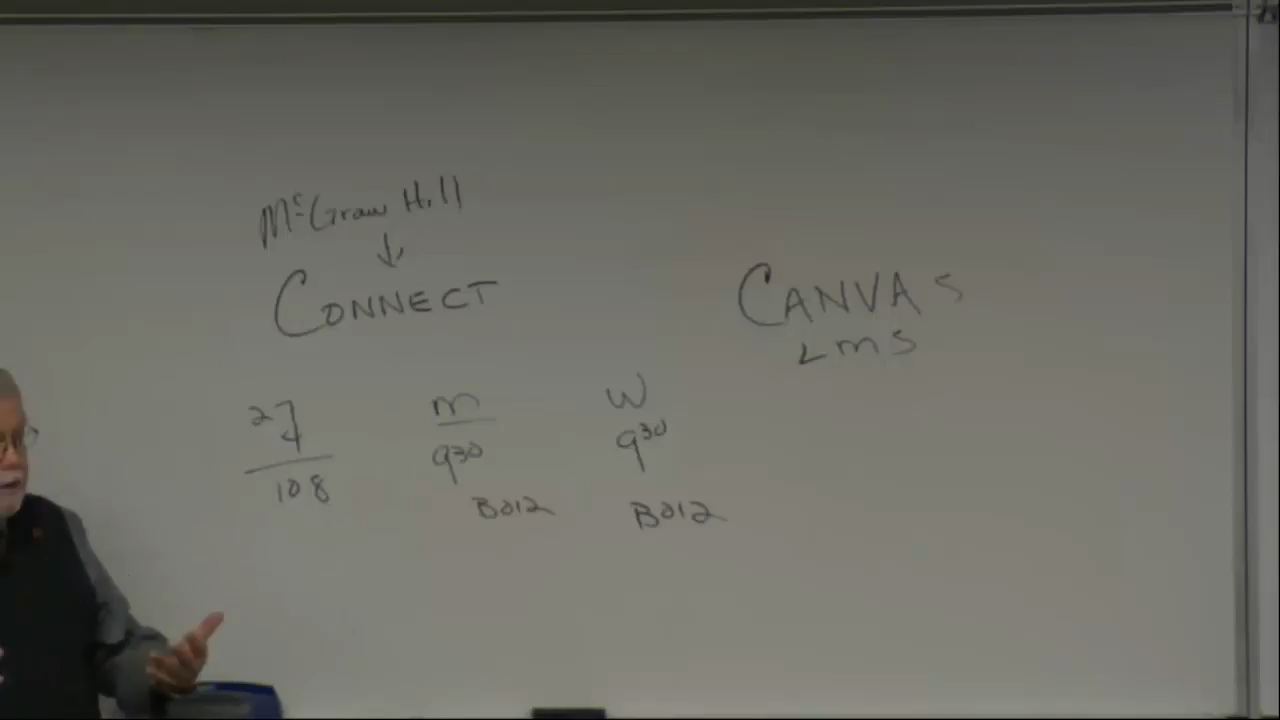 McGraw Hill
↓
CONNECT
CANVAS
LMS
27
4
108
M
9³⁰
B012
W
9³⁰
B012